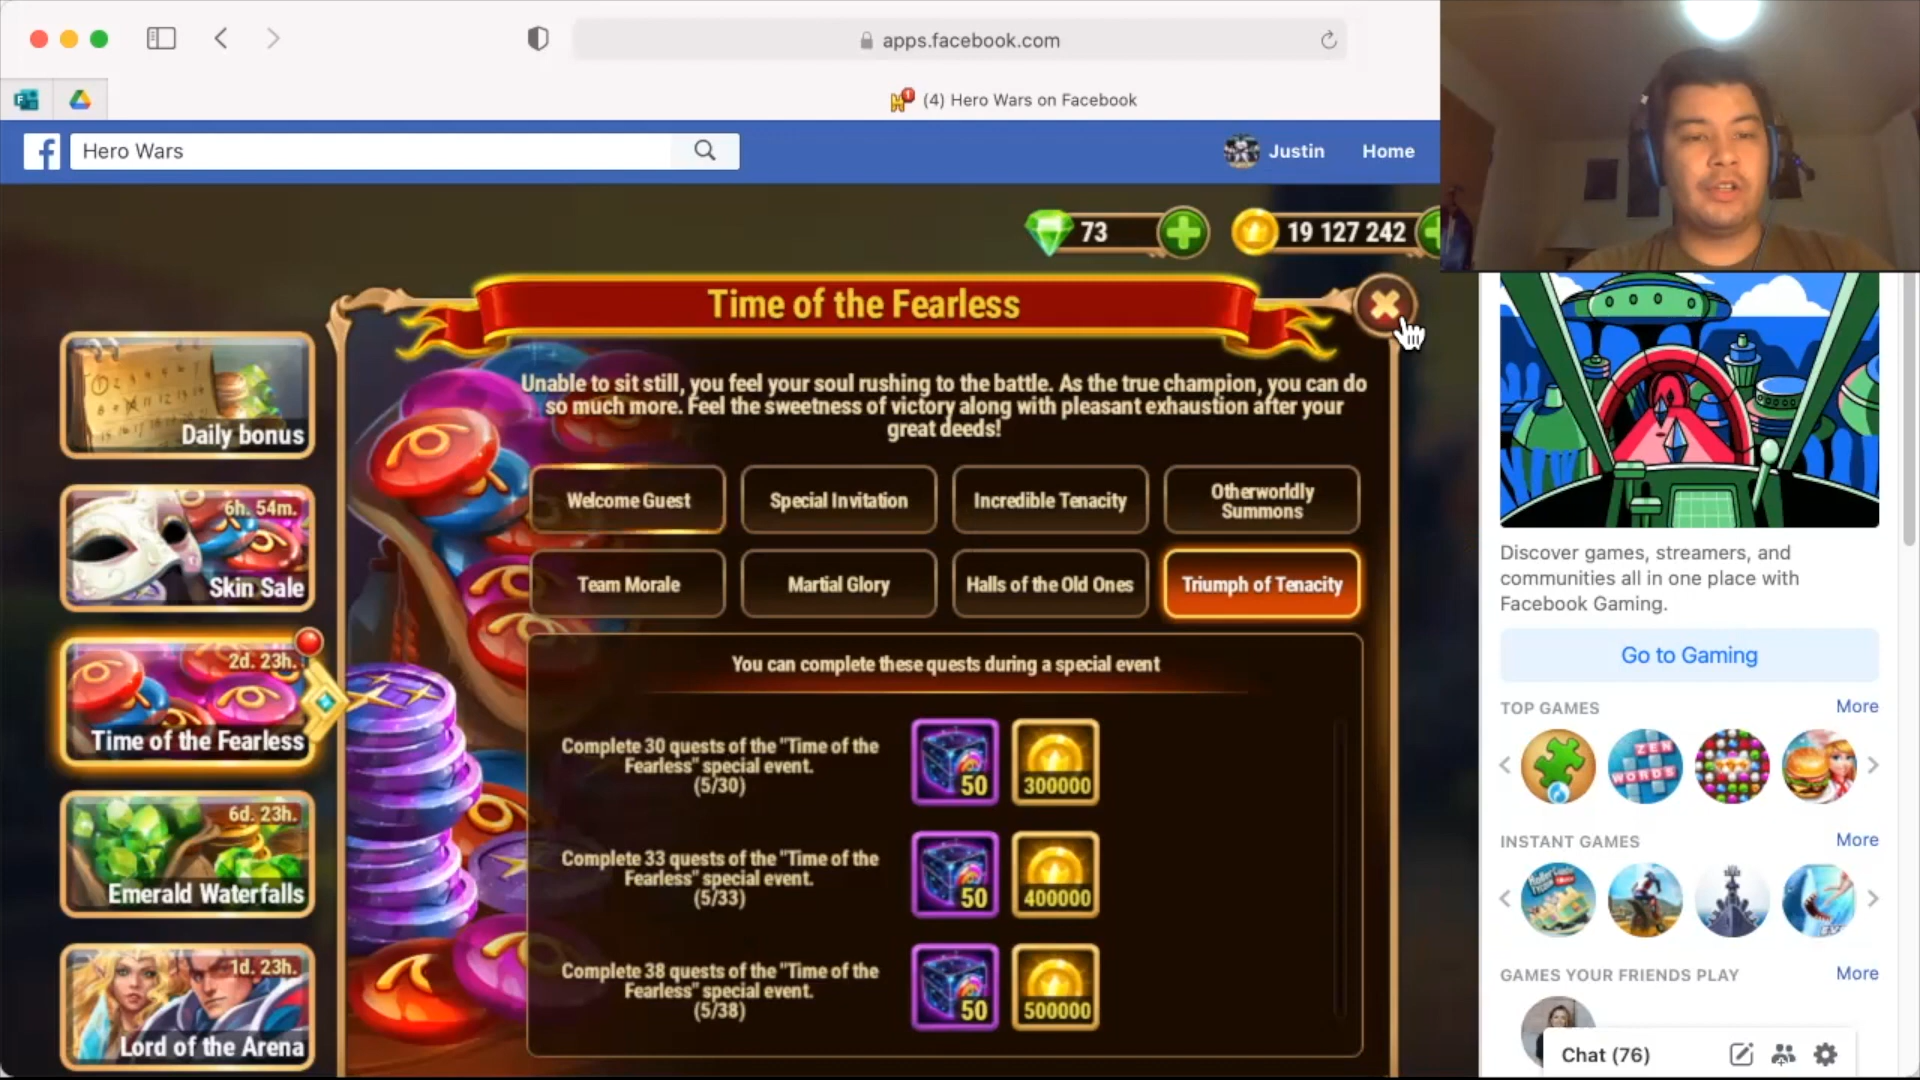 apps.facebook.com
(4) Hero Wars on Facebook
Hero Wars
Justin
Home
73
19 127 242
Time of the Fearless
Unable to sit still, you feel your soul rushing to the battle. As the true champion, you can do
so much more. Feel the sweetness of victory along with pleasant exhaustion after your
great deeds!
Daily bonus
6h. 54m.
Skin Sale
2d. 23h.
Time of the Fearless
6d. 23h.
Emerald Waterfalls
1d. 23h.
Lord of the Arena
Welcome Guest
Special Invitation
Incredible Tenacity
Otherworldly
Summons
Team Morale
Martial Glory
Halls of the Old Ones
Triumph of Tenacity
You can complete these quests during a special event
Complete 30 quests of the "Time of the
Fearless" special event.
(5/30)
50
300000
Complete 33 quests of the "Time of the
Fearless" special event.
(5/33)
50
400000
Complete 38 quests of the "Time of the
Fearless" special event.
(5/38)
50
500000
Discover games, streamers, and
communities all in one place with
Facebook Gaming.
Go to Gaming
TOP GAMES
More
ZEN
WORDS
INSTANT GAMES
More
GAMES YOUR FRIENDS PLAY
More
Chat (76)